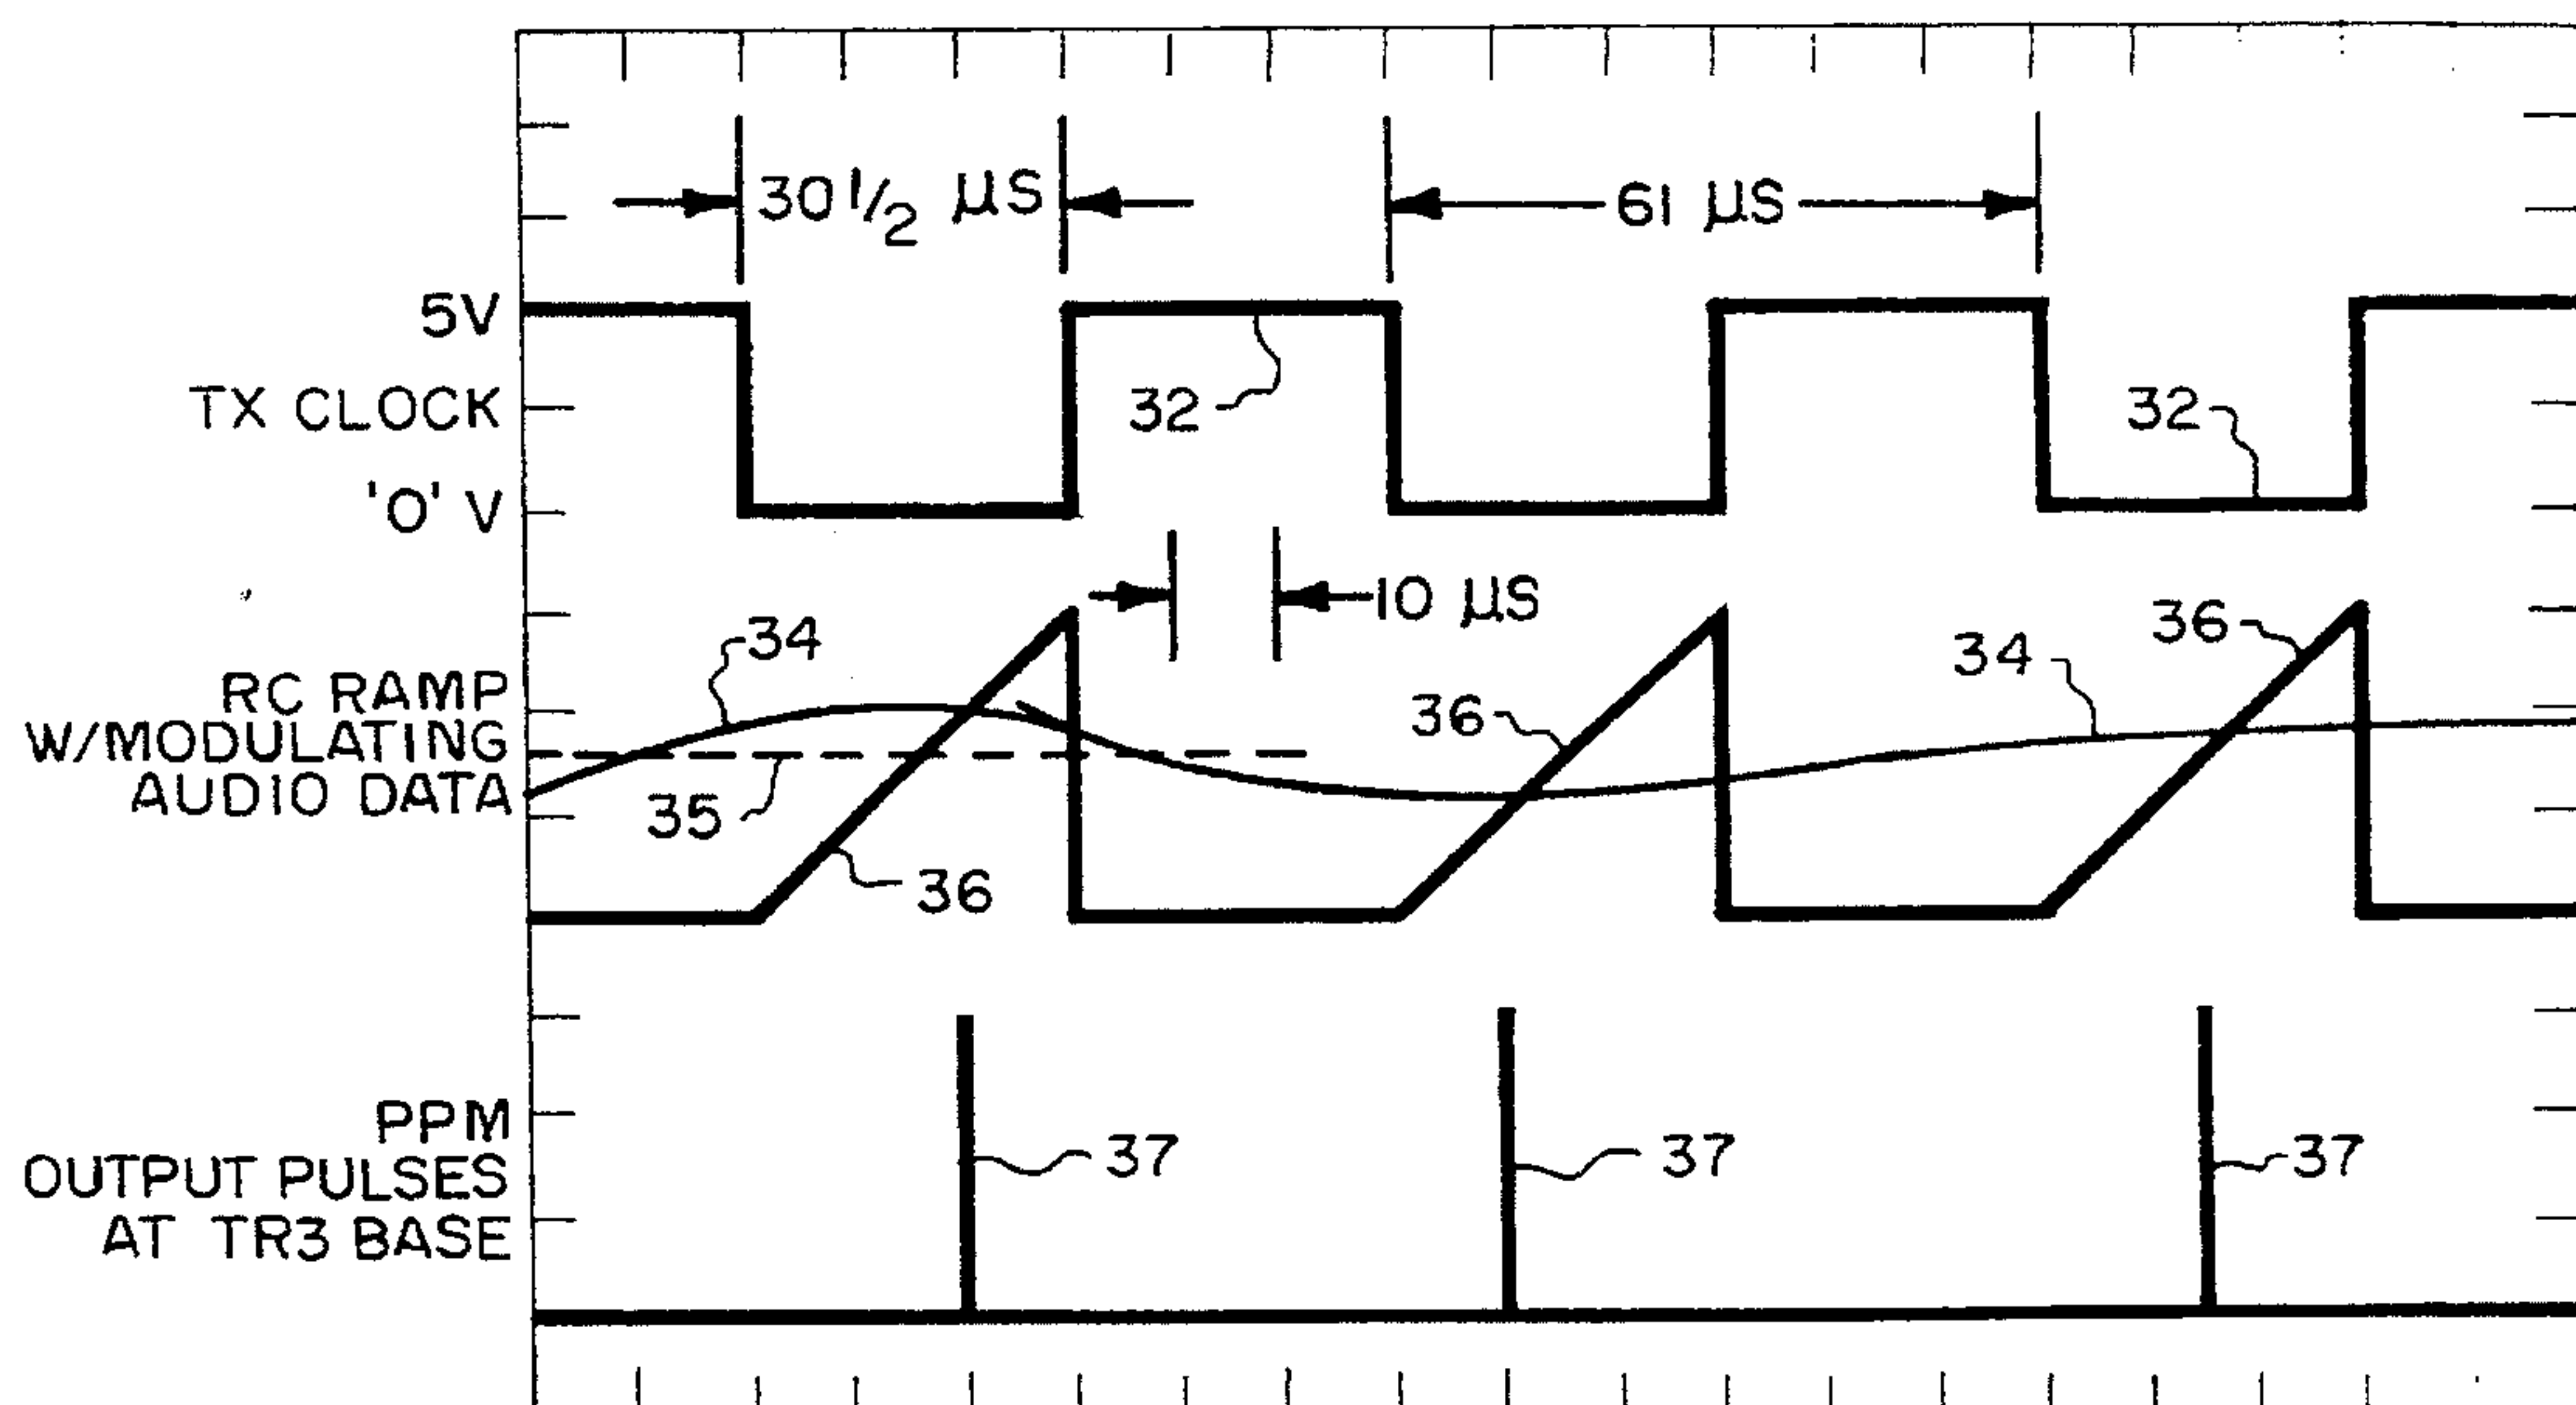 30 1/2 µS
61 µS
5V
TX CLOCK
'0' V
32
32
10 µS
34
36
34
36
RC RAMP
W/MODULATING
AUDIO DATA
35
36
PPM
OUTPUT PULSES
AT TR3 BASE
37
37
37